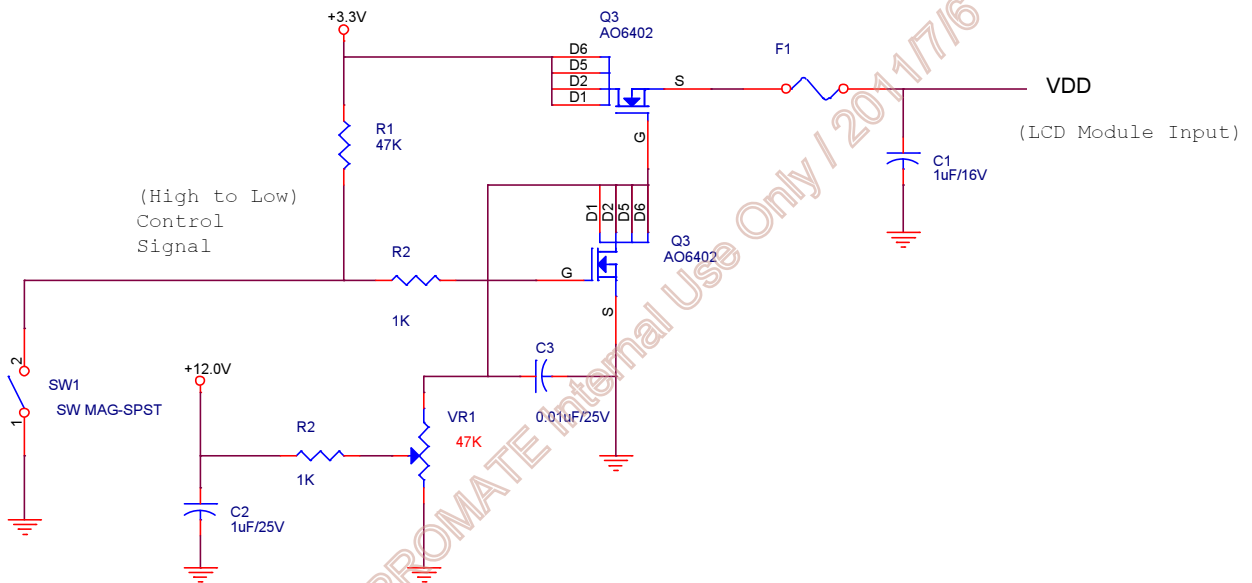 +3.3V
Q3
AO6402
F1
D6
D5
D2
D1
S
VDD
(LCD Module Input)
R1
47K
G
C1
1uF/16V
(High to Low)
Control
Signal
D1
D2
D5
D6
Q3
AO6402
R2
G
1K
S
2
SW1
SW MAG-SPST
1
+12.0V
C3
0.01uF/25V
VR1
47K
R2
1K
C2
1uF/25V
PROMATE Internal Use Only / 2011/7/6